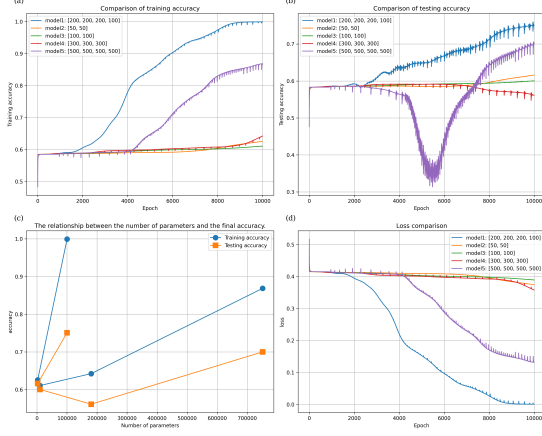 (a)
Comparison of training accuracy
model1: [200, 200, 200, 100]
model2: [50, 50]
model3: [100, 100]
model4: [300, 300, 300]
model5: [500, 500, 500, 500]
Training accuracy
1.0
0.9
0.8
0.7
0.6
0.5
0 2000 4000 6000 8000 10000
Epoch
(b)
Comparison of testing accuracy
model1: [200, 200, 200, 100]
model2: [50, 50]
model3: [100, 100]
model4: [300, 300, 300]
model5: [500, 500, 500, 500]
Testing accuracy
0.7
0.6
0.5
0.4
0.3
0 2000 4000 6000 8000 10000
Epoch
(c)
The relationship between the number of parameters and the final accuracy.
Training accuracy
Testing accuracy
accuracy
1.0
0.9
0.8
0.7
0.6
0 100000 200000 300000 400000 500000 600000 700000
Number of parameters
(d)
Loss comparison
model1: [200, 200, 200, 100]
model2: [50, 50]
model3: [100, 100]
model4: [300, 300, 300]
model5: [500, 500, 500, 500]
loss
0.5
0.4
0.3
0.2
0.1
0.0
0 2000 4000 6000 8000 10000
Epoch